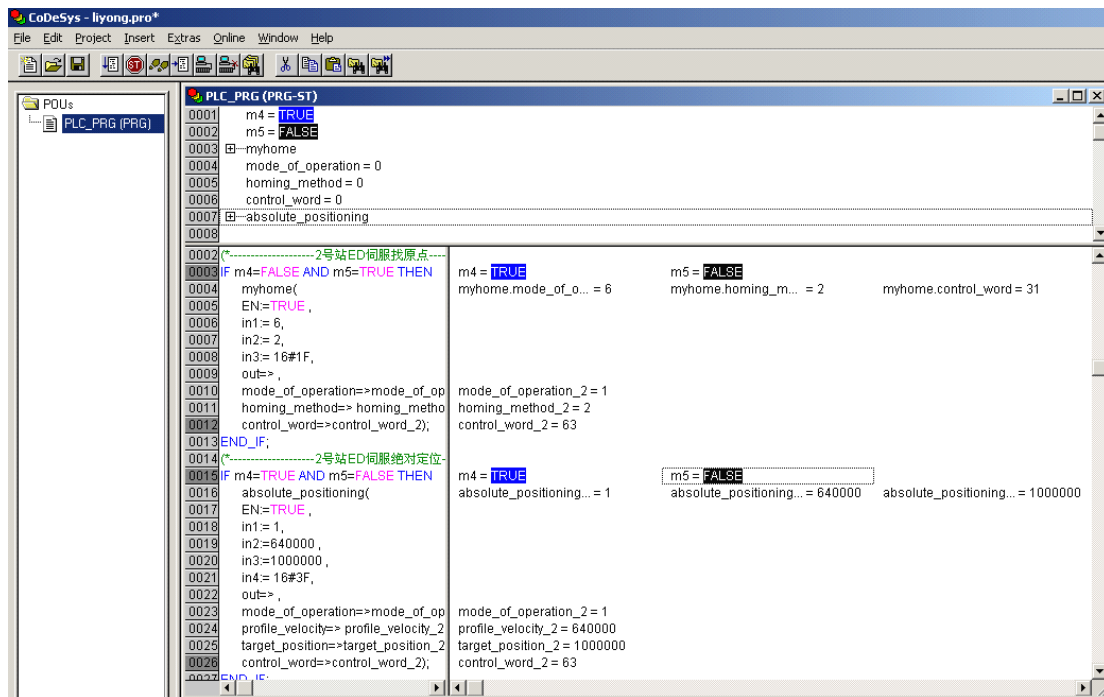 CoDeSys - liyong.pro*
File Edit Project Insert Extras Online Window Help
POUs
PLC_PRG (PRG)
PLC_PRG (PRG-ST)
0001 m4 = TRUE
0002 m5 = FALSE
0003 myhome
0004 mode_of_operation = 0
0005 homing_method = 0
0006 control_word = 0
0007 absolute_positioning
0008
0002 (*--------------------2号站ED伺服找原点----
0003 IF m4=FALSE AND m5=TRUE THEN m4 = TRUE m5 = FALSE
0004 myhome( myhome.mode_of_o... = 6 myhome.homing_m... = 2 myhome.control_word = 31
0005 EN:=TRUE ,
0006 in1:= 6,
0007 in2:= 2,
0008 in3:= 16#1F,
0009 out=> ,
0010 mode_of_operation=>mode_of_op mode_of_operation_2 = 1
0011 homing_method=> homing_metho homing_method_2 = 2
0012 control_word=>control_word_2); control_word_2 = 63
0013 END_IF;
0014 (*--------------------2号站ED伺服绝对定位-
0015 IF m4=TRUE AND m5=FALSE THEN m4 = TRUE m5 = FALSE
0016 absolute_positioning( absolute_positioning... = 1 absolute_positioning... = 640000 absolute_positioning... = 1000000
0017 EN:=TRUE ,
0018 in1:= 1,
0019 in2:=640000 ,
0020 in3:=1000000 ,
0021 in4:= 16#3F,
0022 out=> ,
0023 mode_of_operation=>mode_of_op mode_of_operation_2 = 1
0024 profile_velocity=> profile_velocity_2 profile_velocity_2 = 640000
0025 target_position=>target_position_2 target_position_2 = 1000000
0026 control_word=>control_word_2); control_word_2 = 63
0027 END_IF;